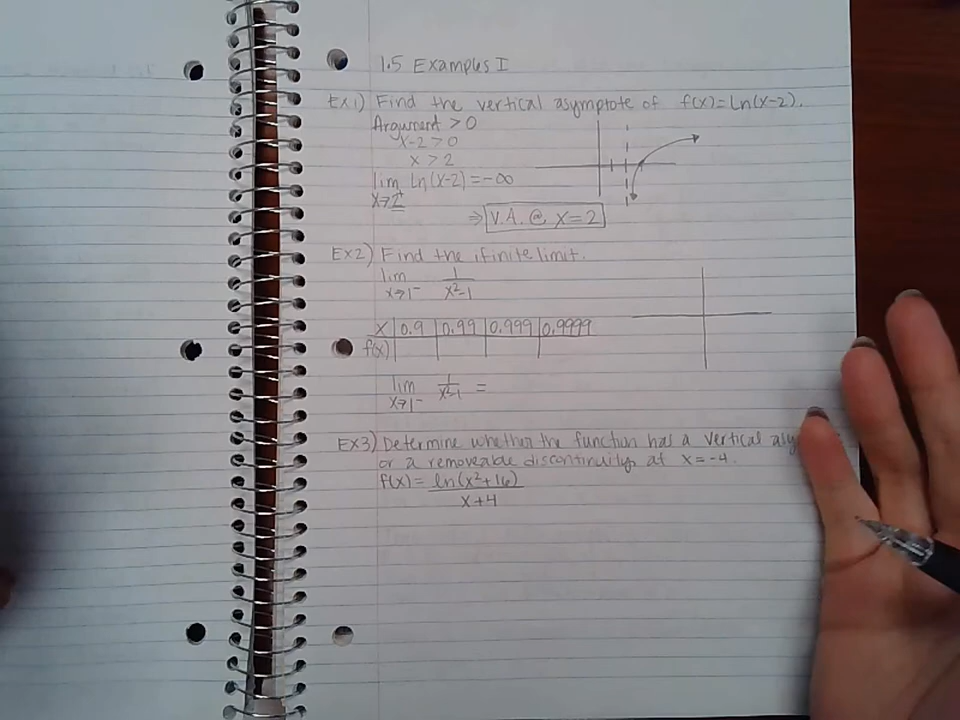 1.5 Examples I
Ex1) Find the vertical asymptote of f(x)=ln(x-2).
Argument > 0
x-2>0
x > 2
lim ln(x-2) = -∞
x→2⁺
⇒ V.A. @ x=2
Ex2) Find the ifinite limit.
lim 1/(x²-1)
x→1⁻
x | 0.9 | 0.99 | 0.999 | 0.9999
f(x)
lim 1/(x²-1) =
x→1⁻
Ex3) Determine whether the function has a vertical asy
or a removeable discontinuity at x=-4.
f(x) = ln(x²+16)
x+4